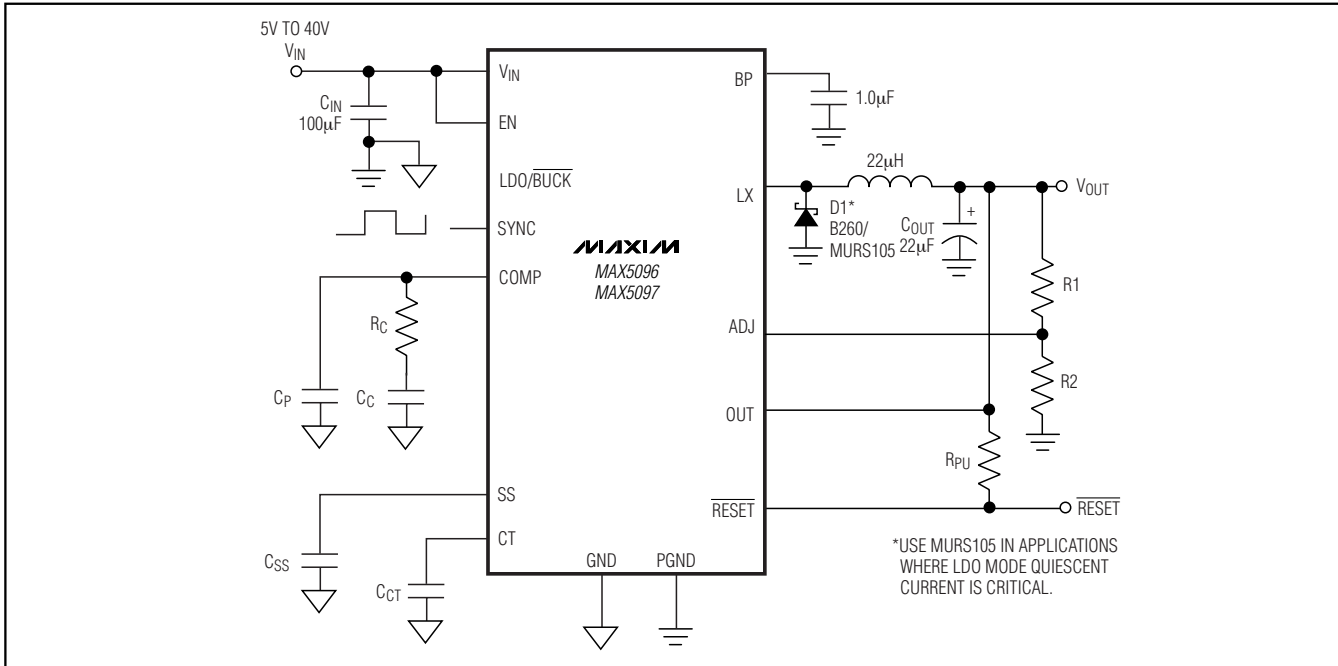 5V TO 40V
VIN
CIN
100µF
VIN
EN
LDO/BUCK
SYNC
COMP
RC
CP
CC
SS
CT
CSS
CCT
GND
PGND
MAXIM
MAX5096
MAX5097
BP
1.0µF
LX
22µH
VOUT
D1*
B260/
MURS105
COUT
22µF
+
R1
ADJ
R2
OUT
RPU
RESET
RESET
*USE MURS105 IN APPLICATIONS
WHERE LDO MODE QUIESCENT
CURRENT IS CRITICAL.